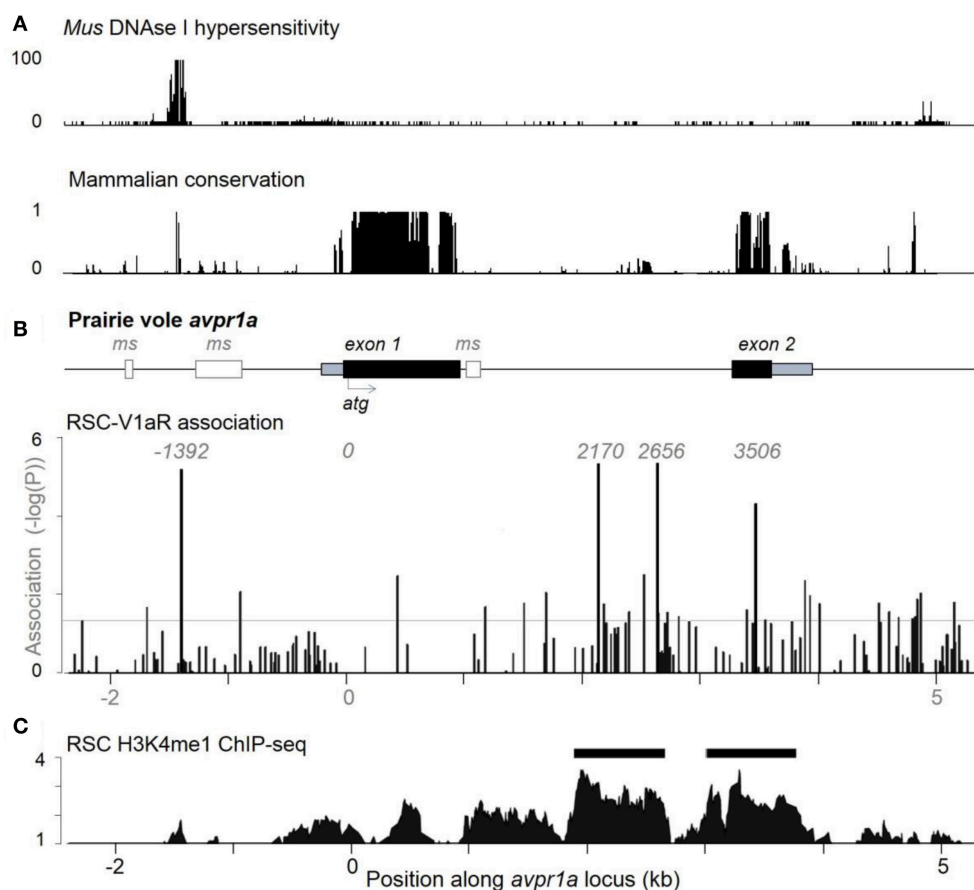 A
Mus DNAse I hypersensitivity
100
0
Mammalian conservation
1
0
B
Prairie vole avpr1a
ms ms exon 1 ms exon 2
atg
RSC-V1aR association
6
-1392 0 2170 2656 3506
Association (-log(P))
0
-2 0 5
C
RSC H3K4me1 ChIP-seq
4
1
-2 0 5
Position along avpr1a locus (kb)